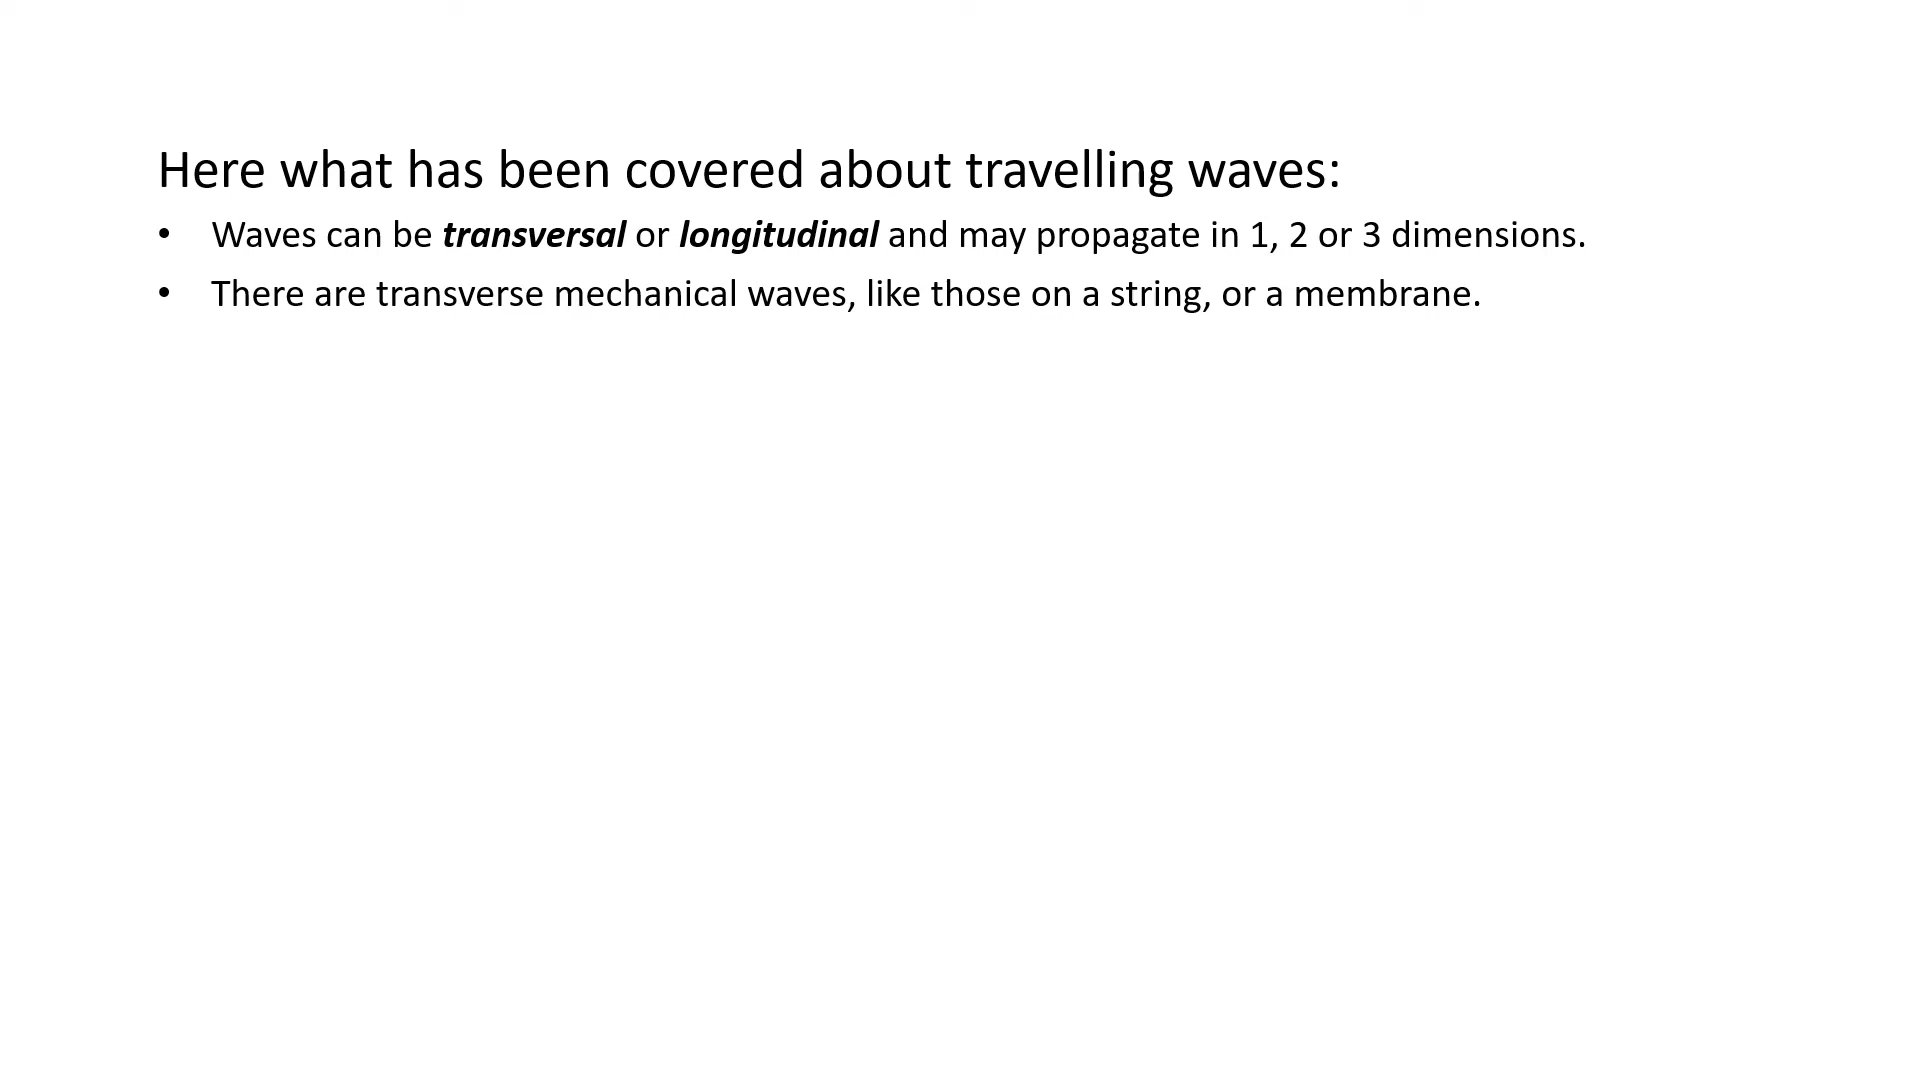 Here what has been covered about travelling waves:
• Waves can be transversal or longitudinal and may propagate in 1, 2 or 3 dimensions.
• There are transverse mechanical waves, like those on a string, or a membrane.